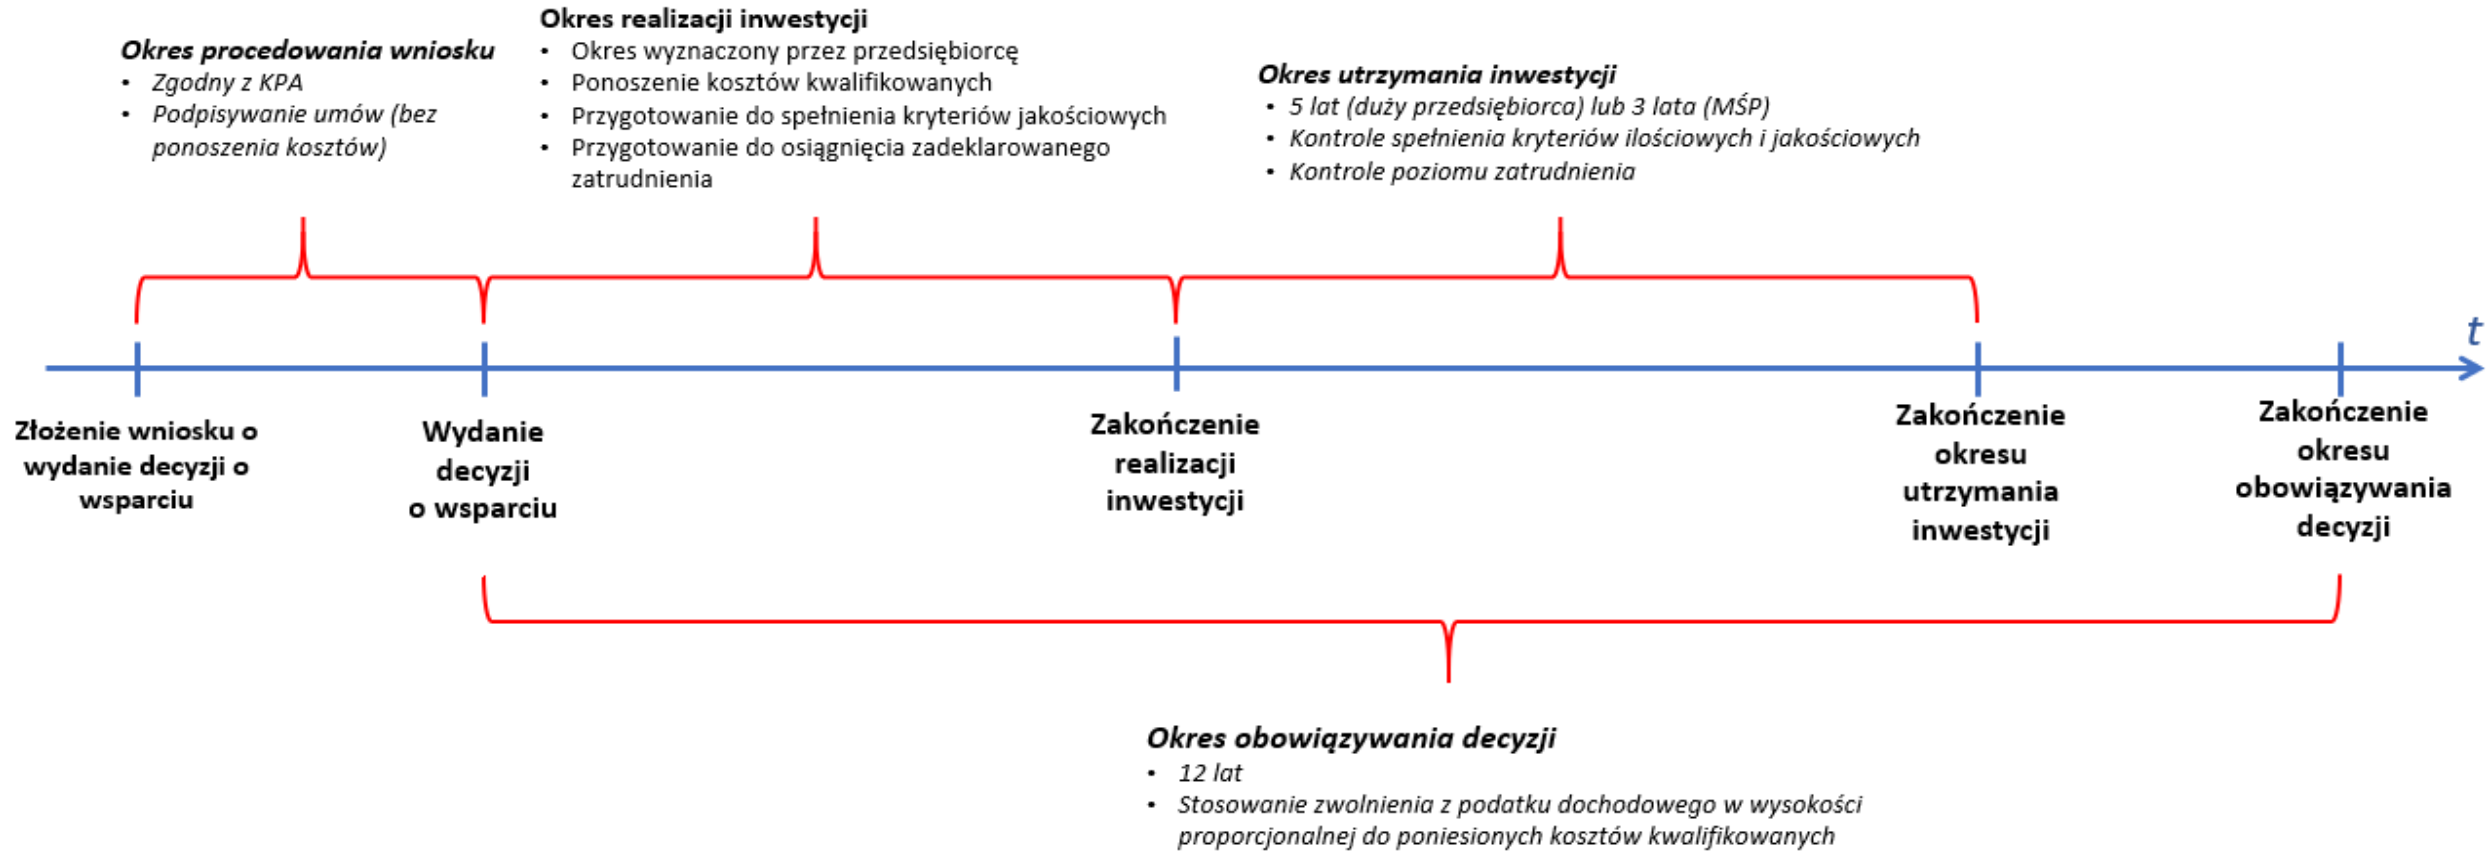 Okres procedowania wniosku
• Zgodny z KPA
• Podpisywanie umów (bez
ponoszenia kosztów)
Okres realizacji inwestycji
• Okres wyznaczony przez przedsiębiorcę
• Ponoszenie kosztów kwalifikowanych
• Przygotowanie do spełnienia kryteriów jakościowych
• Przygotowanie do osiągnięcia zadeklarowanego
zatrudnienia
Okres utrzymania inwestycji
• 5 lat (duży przedsiębiorca) lub 3 lata (MŚP)
• Kontrole spełnienia kryteriów ilościowych i jakościowych
• Kontrole poziomu zatrudnienia
t
Złożenie wniosku o
wydanie decyzji o
wsparciu
Wydanie
decyzji
o wsparciu
Zakończenie
realizacji
inwestycji
Zakończenie
okresu
utrzymania
inwestycji
Zakończenie
okresu
obowiązywania
decyzji
Okres obowiązywania decyzji
• 12 lat
• Stosowanie zwolnienia z podatku dochodowego w wysokości
proporcjonalnej do poniesionych kosztów kwalifikowanych